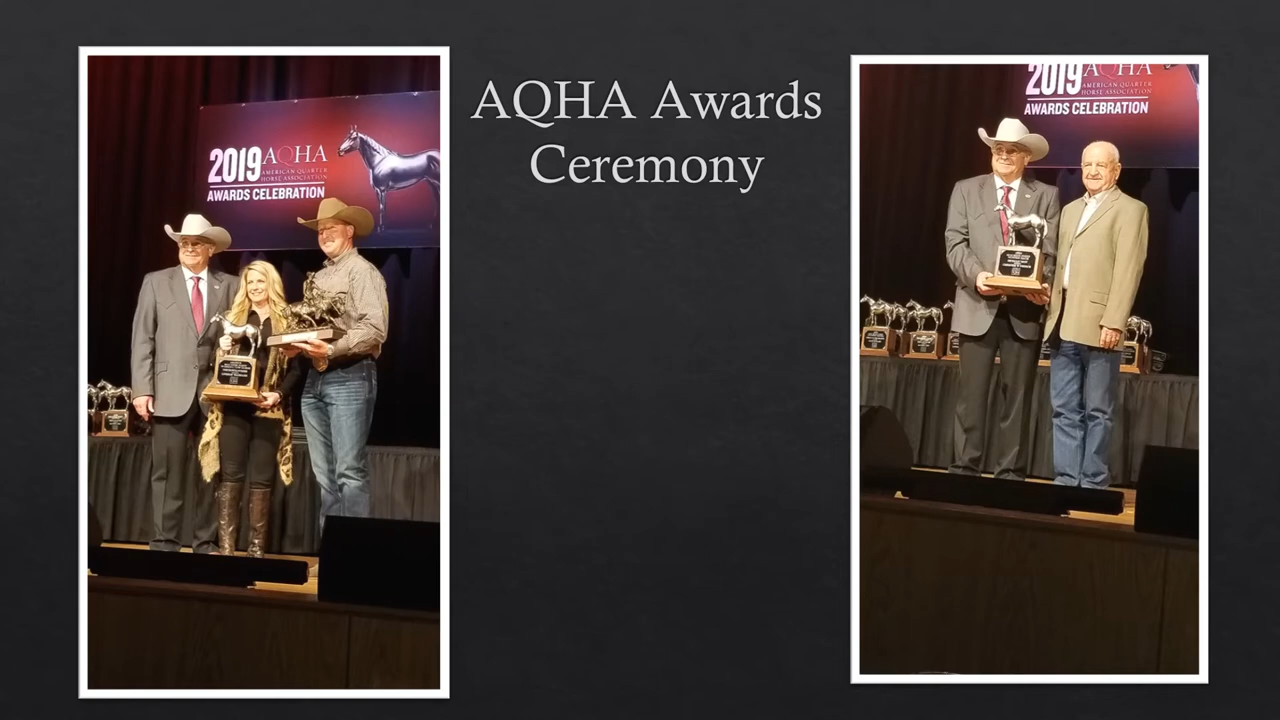 AQHA Awards
Ceremony
2019 AQHA
AMERICAN QUARTER
HORSE ASSOCIATION
AWARDS CELEBRATION
2019 AQHA
AMERICAN QUARTER
HORSE ASSOCIATION
AWARDS CELEBRATION